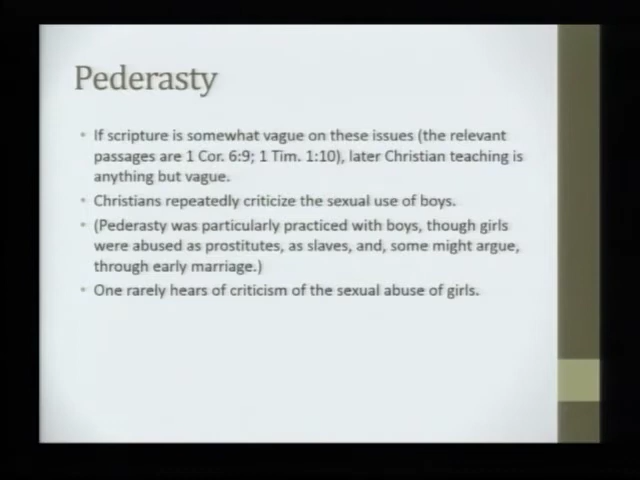 Pederasty
• If scripture is somewhat vague on these issues (the relevant
passages are 1 Cor. 6:9; 1 Tim. 1:10), later Christian teaching is
anything but vague.
• Christians repeatedly criticize the sexual use of boys.
• (Pederasty was particularly practiced with boys, though girls
were abused as prostitutes, as slaves, and, some might argue,
through early marriage.)
• One rarely hears of criticism of the sexual abuse of girls.